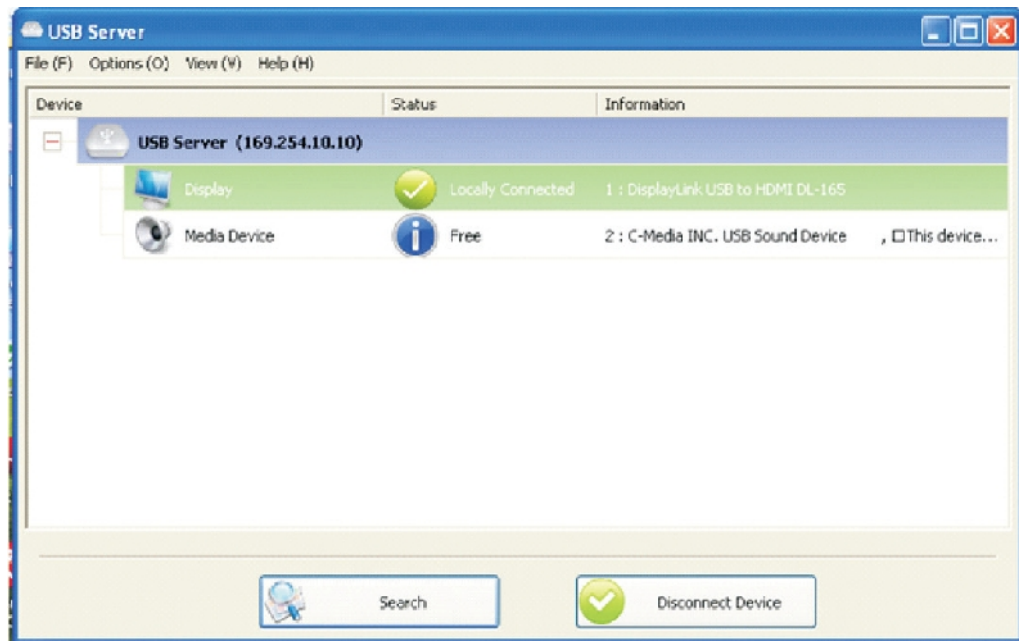 USB Server
File (F) Options (O) View (V) Help (H)
Device Status Information
USB Server (169.254.10.10)
Display Locally Connected 1 : DisplayLink USB to HDMI DL-165
Media Device Free 2 : C-Media INC. USB Sound Device , □This device...
Search Disconnect Device